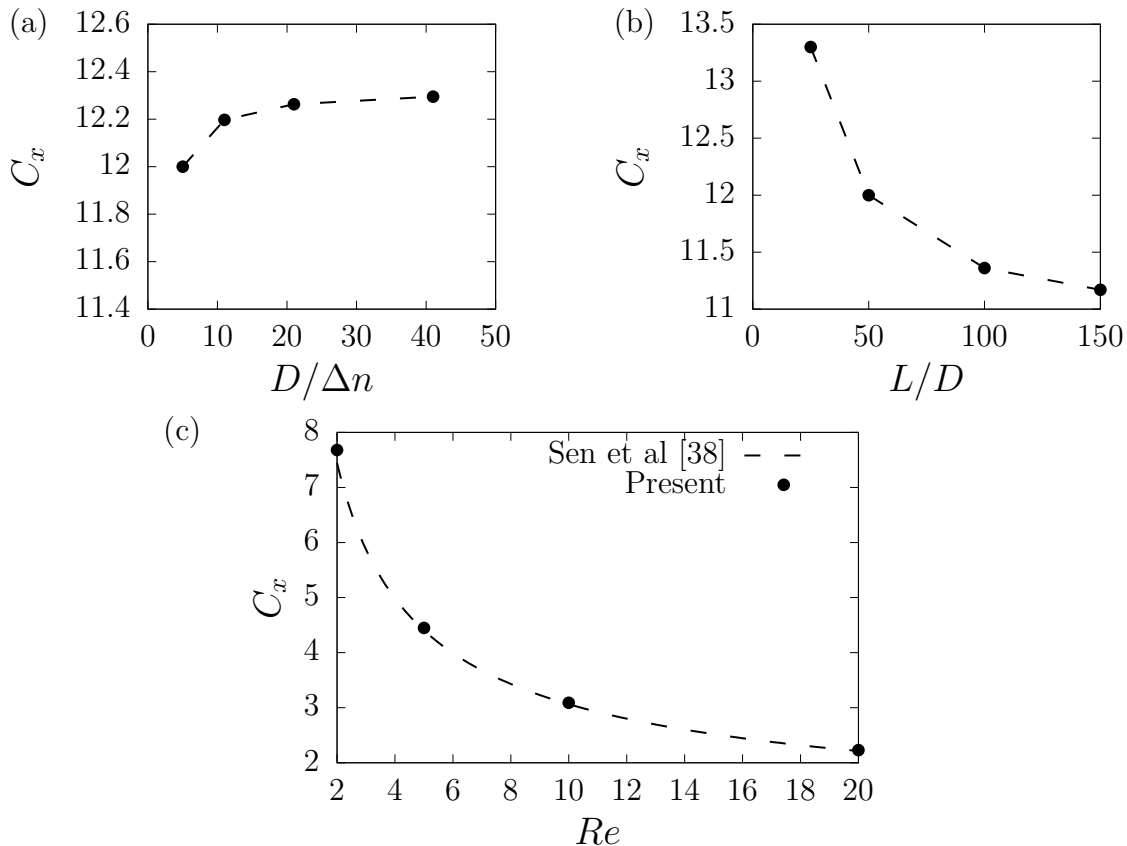 (a)
12.6
12.4
12.2
12
11.8
11.6
11.4
C_x
0 10 20 30 40 50
D/Δn
(b)
13.5
13
12.5
12
11.5
11
C_x
0 50 100 150
L/D
(c)
8
7
6
5
4
3
2
C_x
Sen et al [38]
Present
2 4 6 8 10 12 14 16 18 20
Re